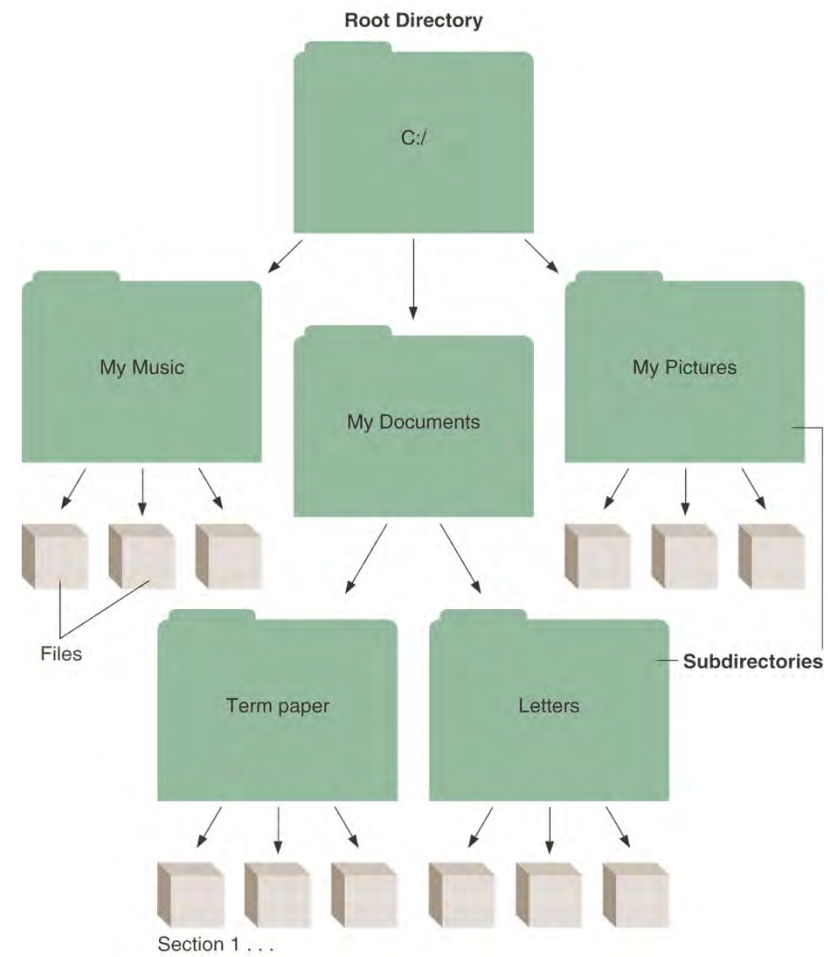 Root Directory
C:/
My Music
My Documents
My Pictures
Files
Subdirectories
Term paper
Letters
Section 1 . . .